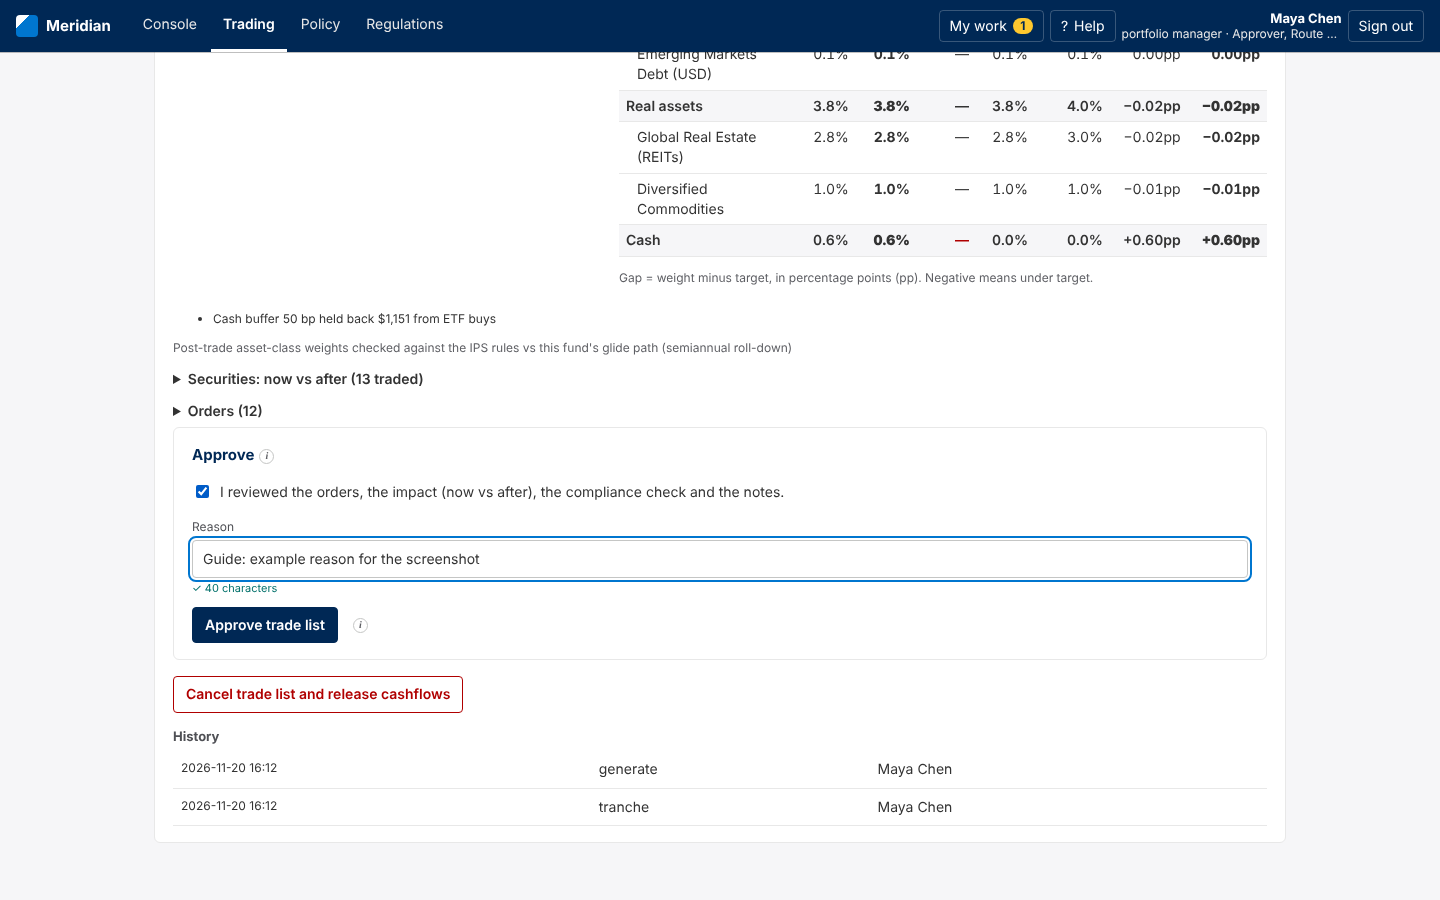 Meridian Console Trading Policy Regulations My work 1 ? Help Maya Chen Sign out
portfolio manager · Approver, Route ...
Emerging Markets 0.1% 0.1% — 0.1% 0.1% 0.00pp 0.00pp
Debt (USD)
Real assets 3.8% 3.8% — 3.8% 4.0% −0.02pp −0.02pp
Global Real Estate 2.8% 2.8% — 2.8% 3.0% −0.02pp −0.02pp
(REITs)
Diversified 1.0% 1.0% — 1.0% 1.0% −0.01pp −0.01pp
Commodities
Cash 0.6% 0.6% — 0.0% 0.0% +0.60pp +0.60pp
Gap = weight minus target, in percentage points (pp). Negative means under target.
• Cash buffer 50 bp held back $1,151 from ETF buys
Post-trade asset-class weights checked against the IPS rules vs this fund's glide path (semiannual roll-down)
▶ Securities: now vs after (13 traded)
▶ Orders (12)
Approve i
I reviewed the orders, the impact (now vs after), the compliance check and the notes.
Reason
Guide: example reason for the screenshot
✓ 40 characters
Approve trade list i
Cancel trade list and release cashflows
History
2026-11-20 16:12 generate Maya Chen
2026-11-20 16:12 tranche Maya Chen